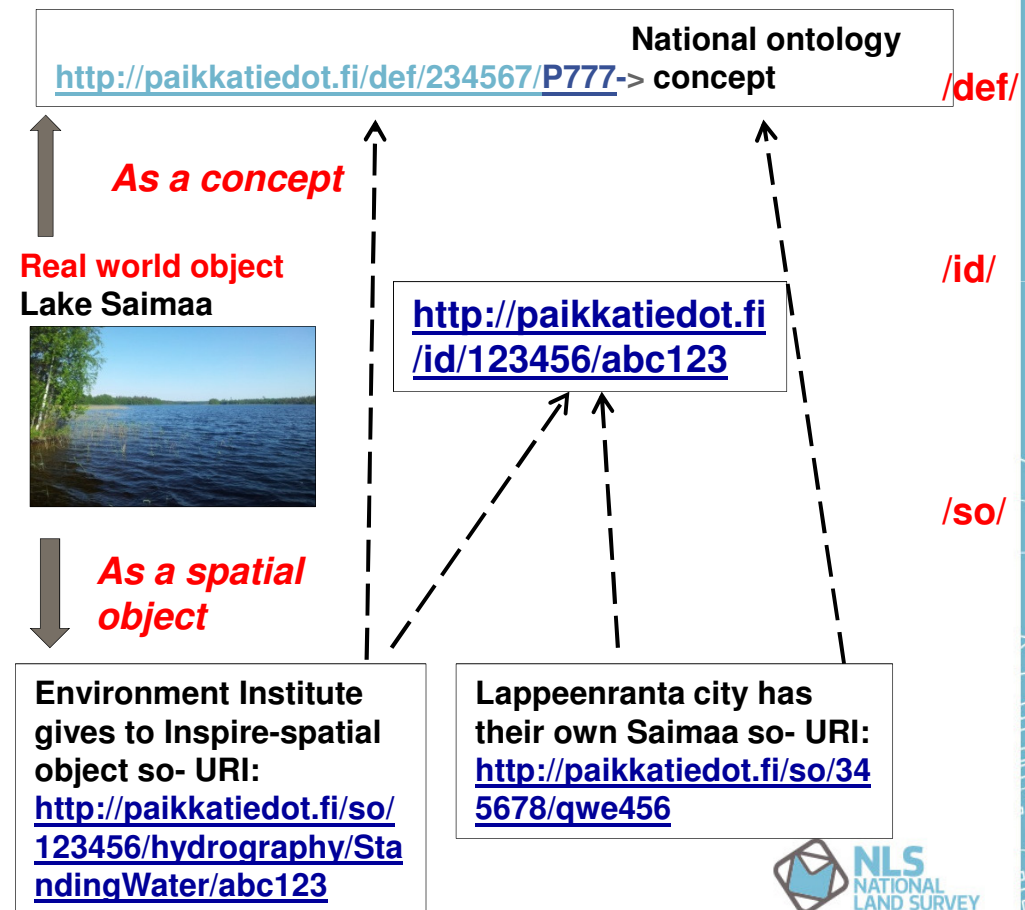 National ontology
http://paikkatiedot.fi/def/234567/P777-> concept
/def/
As a concept
Real world object
Lake Saimaa
/id/
http://paikkatiedot.fi
/id/123456/abc123
/so/
As a spatial
object
Environment Institute
gives to Inspire-spatial
object so- URI:
http://paikkatiedot.fi/so/
123456/hydrography/Sta
ndingWater/abc123
Lappeenranta city has
their own Saimaa so- URI:
http://paikkatiedot.fi/so/34
5678/qwe456
NLS
NATIONAL
LAND SURVEY